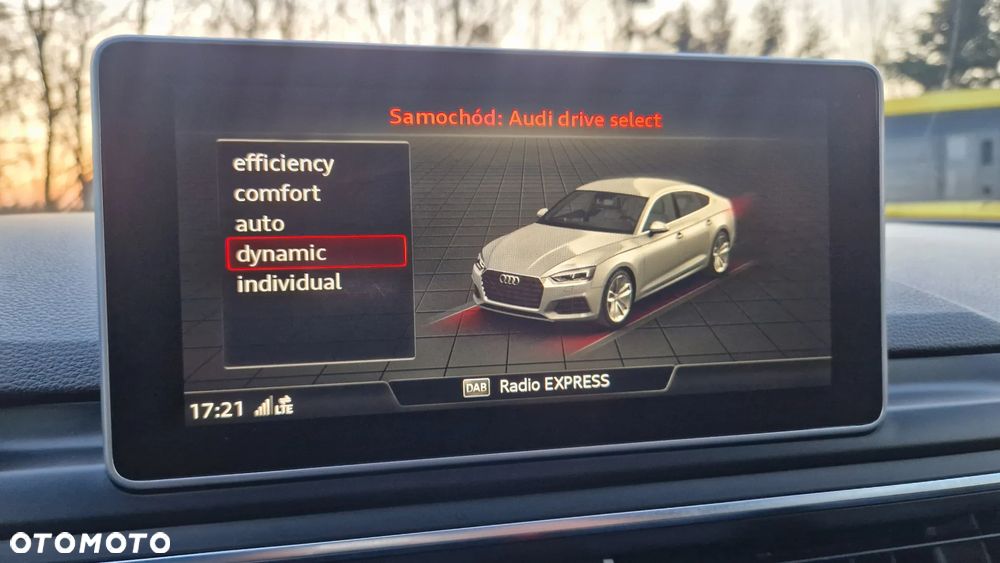 Samochód: Audi drive select
efficiency
comfort
auto
dynamic
individual
DAB Radio EXPRESS
17:21 LTE
OTOMOTO